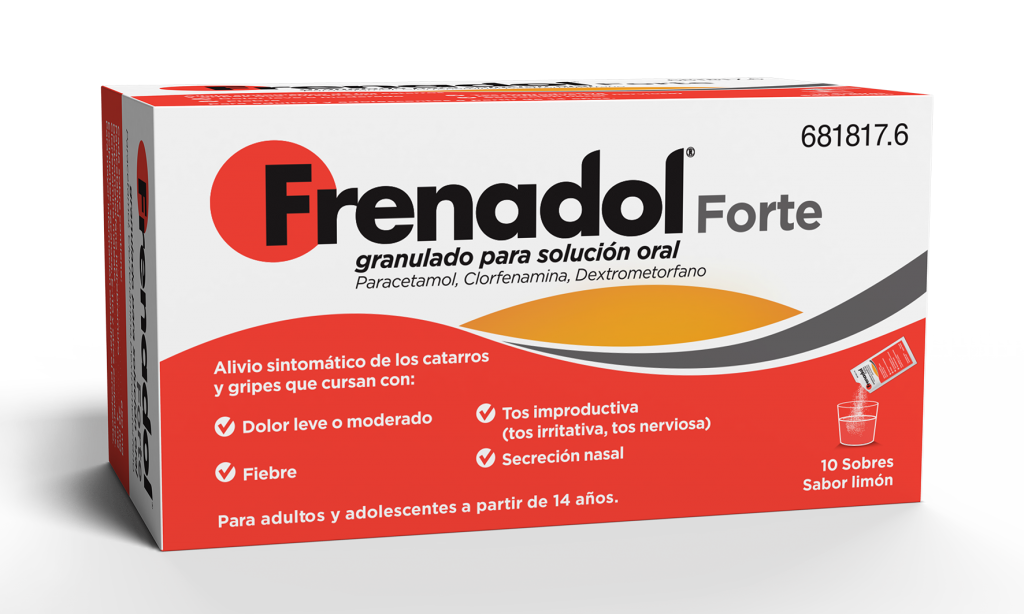 681817.6
Frenadol® Forte
granulado para solución oral
Paracetamol, Clorfenamina, Dextrometorfano
Alivio sintomático de los catarros
y gripes que cursan con:
Dolor leve o moderado
Fiebre
Tos improductiva
(tos irritativa, tos nerviosa)
Secreción nasal
10 Sobres
Sabor limón
Para adultos y adolescentes a partir de 14 años.
Frenadol
Frenadol